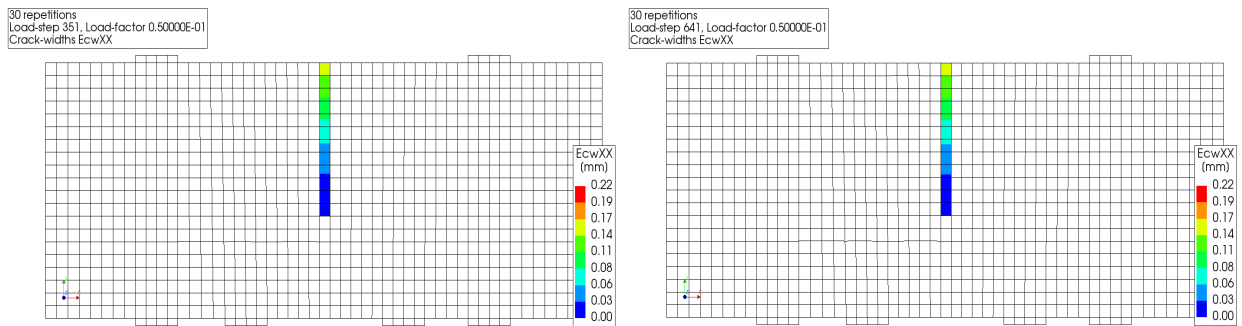 30 repetitions
Load-step 351, Load-factor 0.50000E-01
Crack-widths EcwXX
EcwXX
(mm)
0.22
0.19
0.17
0.14
0.11
0.08
0.06
0.03
0.00
30 repetitions
Load-step 641, Load-factor 0.50000E-01
Crack-widths EcwXX
EcwXX
(mm)
0.22
0.19
0.17
0.14
0.11
0.08
0.06
0.03
0.00